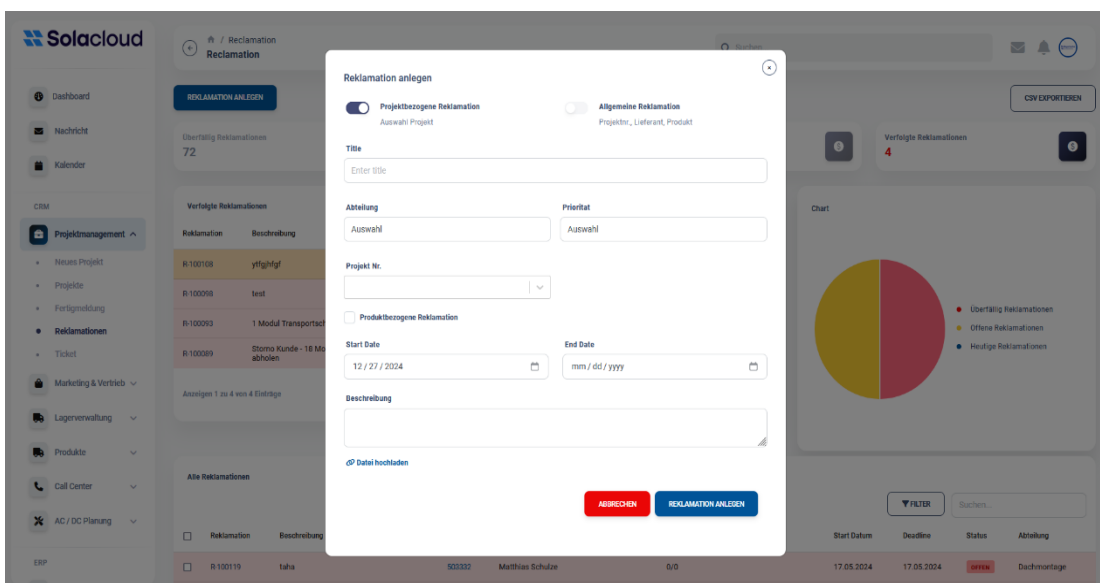 Solacloud
/ Reclamation
Reclamation
Suchen
Dashboard
Nachricht
Kalender
CRM
Projektmanagement
Neues Projekt
Projekte
Fertigmeldung
Reklamationen
Ticket
Marketing & Vertrieb
Lagerverwaltung
Produkte
Call Center
AC / DC Planung
ERP
REKLAMATION ANLEGEN
CSV EXPORTIEREN
Überfällig Reklamationen
72
Verfolgte Reklamationen
4
Verfolgte Reklamationen
Reklamation Beschreibung
R-100108 ytfgjhfgf
R-100098 test
R-100093 1 Modul Transportsch
R-100089 Storno Kunde - 18 Mo
abholen
Anzeigen 1 zu 4 von 4 Einträge
Reklamation anlegen
Projektbezogene Reklamation
Auswahl Projekt
Allgemeine Reklamation
Projektnr., Lieferant, Produkt
Title
Enter title
Abteilung Prioritat
Auswahl Auswahl
Projekt Nr.
Produktbezogene Reklamation
Start Date End Date
12 / 27 / 2024 mm / dd / yyyy
Beschreibung
Datei hochladen
ABBRECHEN REKLAMATION ANLEGEN
Chart
Überfällig Reklamationen
Offene Reklamationen
Heutige Reklamationen
Alle Reklamationen
FILTER Suchen...
Reklamation Beschreibung Start Datum Deadline Status Abteilung
R-100119 taha 503332 Matthias Schulze 0/0 17.05.2024 17.05.2024 OFFEN Dachmontage